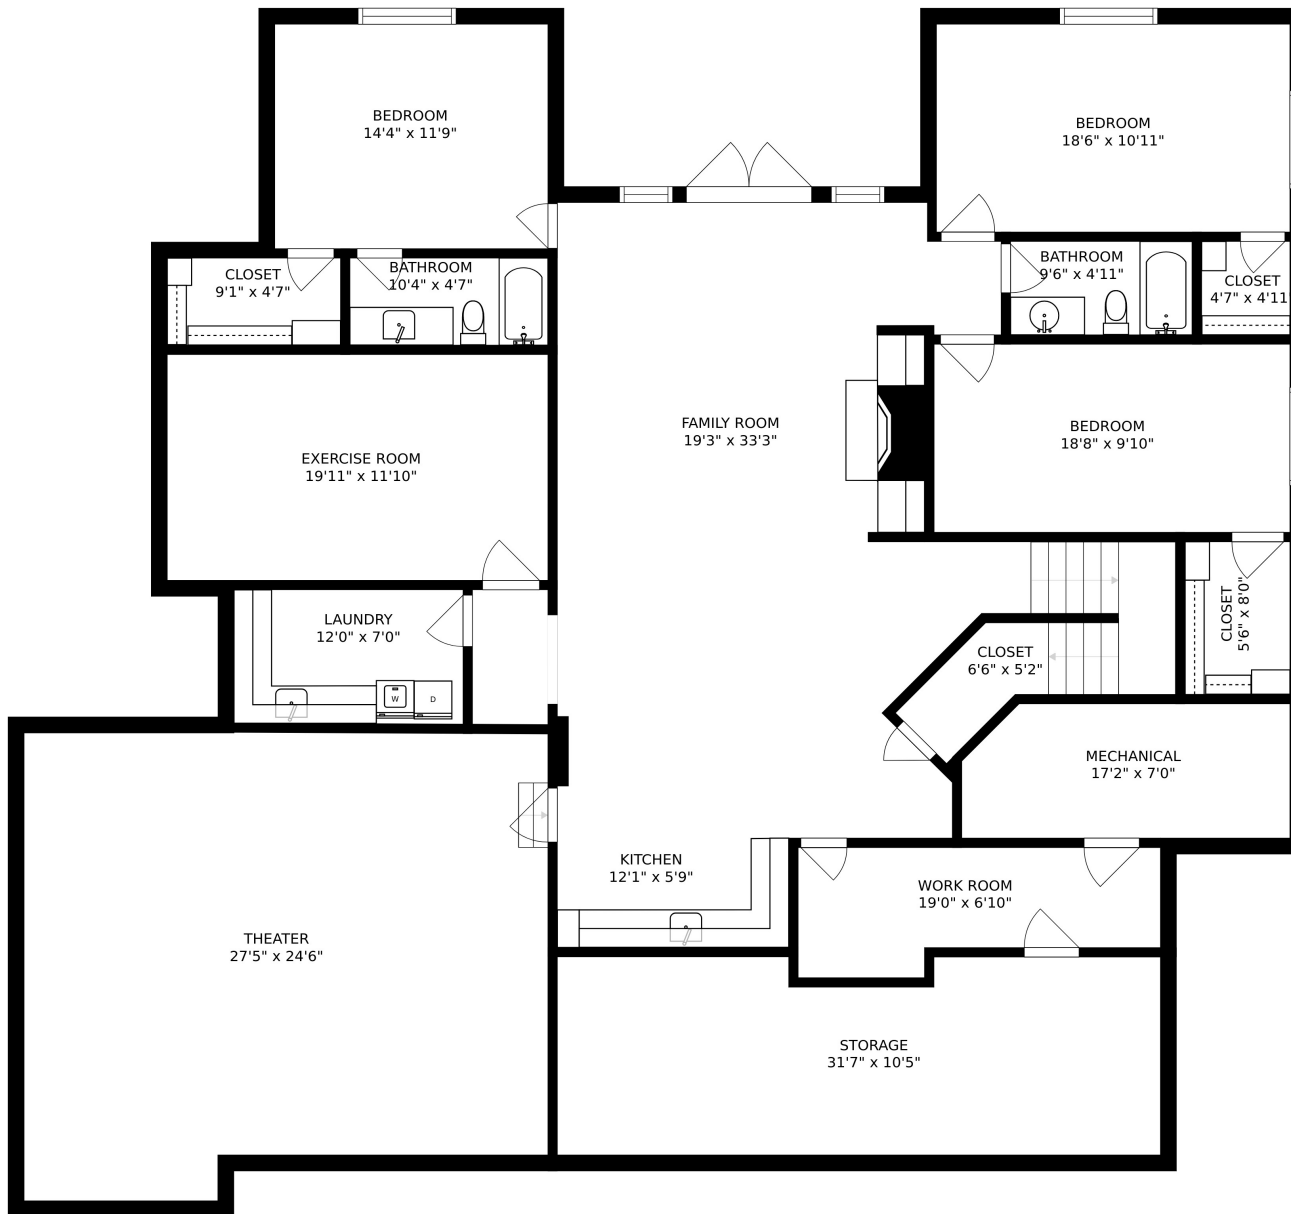 BEDROOM
14'4" x 11'9"
BEDROOM
18'6" x 10'11"
CLOSET
9'1" x 4'7"
BATHROOM
10'4" x 4'7"
BATHROOM
9'6" x 4'11"
CLOSET
4'7" x 4'11"
FAMILY ROOM
19'3" x 33'3"
BEDROOM
18'8" x 9'10"
EXERCISE ROOM
19'11" x 11'10"
LAUNDRY
12'0" x 7'0"
W
D
CLOSET
5'6" x 8'0"
CLOSET
6'6" x 5'2"
MECHANICAL
17'2" x 7'0"
KITCHEN
12'1" x 5'9"
WORK ROOM
19'0" x 6'10"
THEATER
27'5" x 24'6"
STORAGE
31'7" x 10'5"